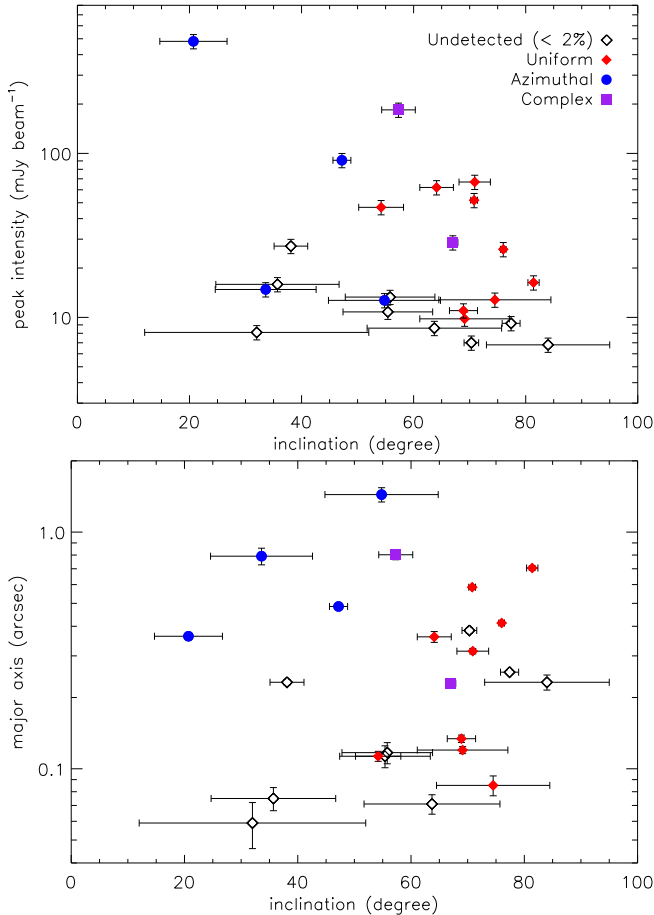 Undetected (< 2%)
Uniform
Azimuthal
Complex
100
10
peak intensity (mJy beam⁻¹)
0 20 40 60 80 100
inclination (degree)
1.0
0.1
major axis (arcsec)
0 20 40 60 80 100
inclination (degree)